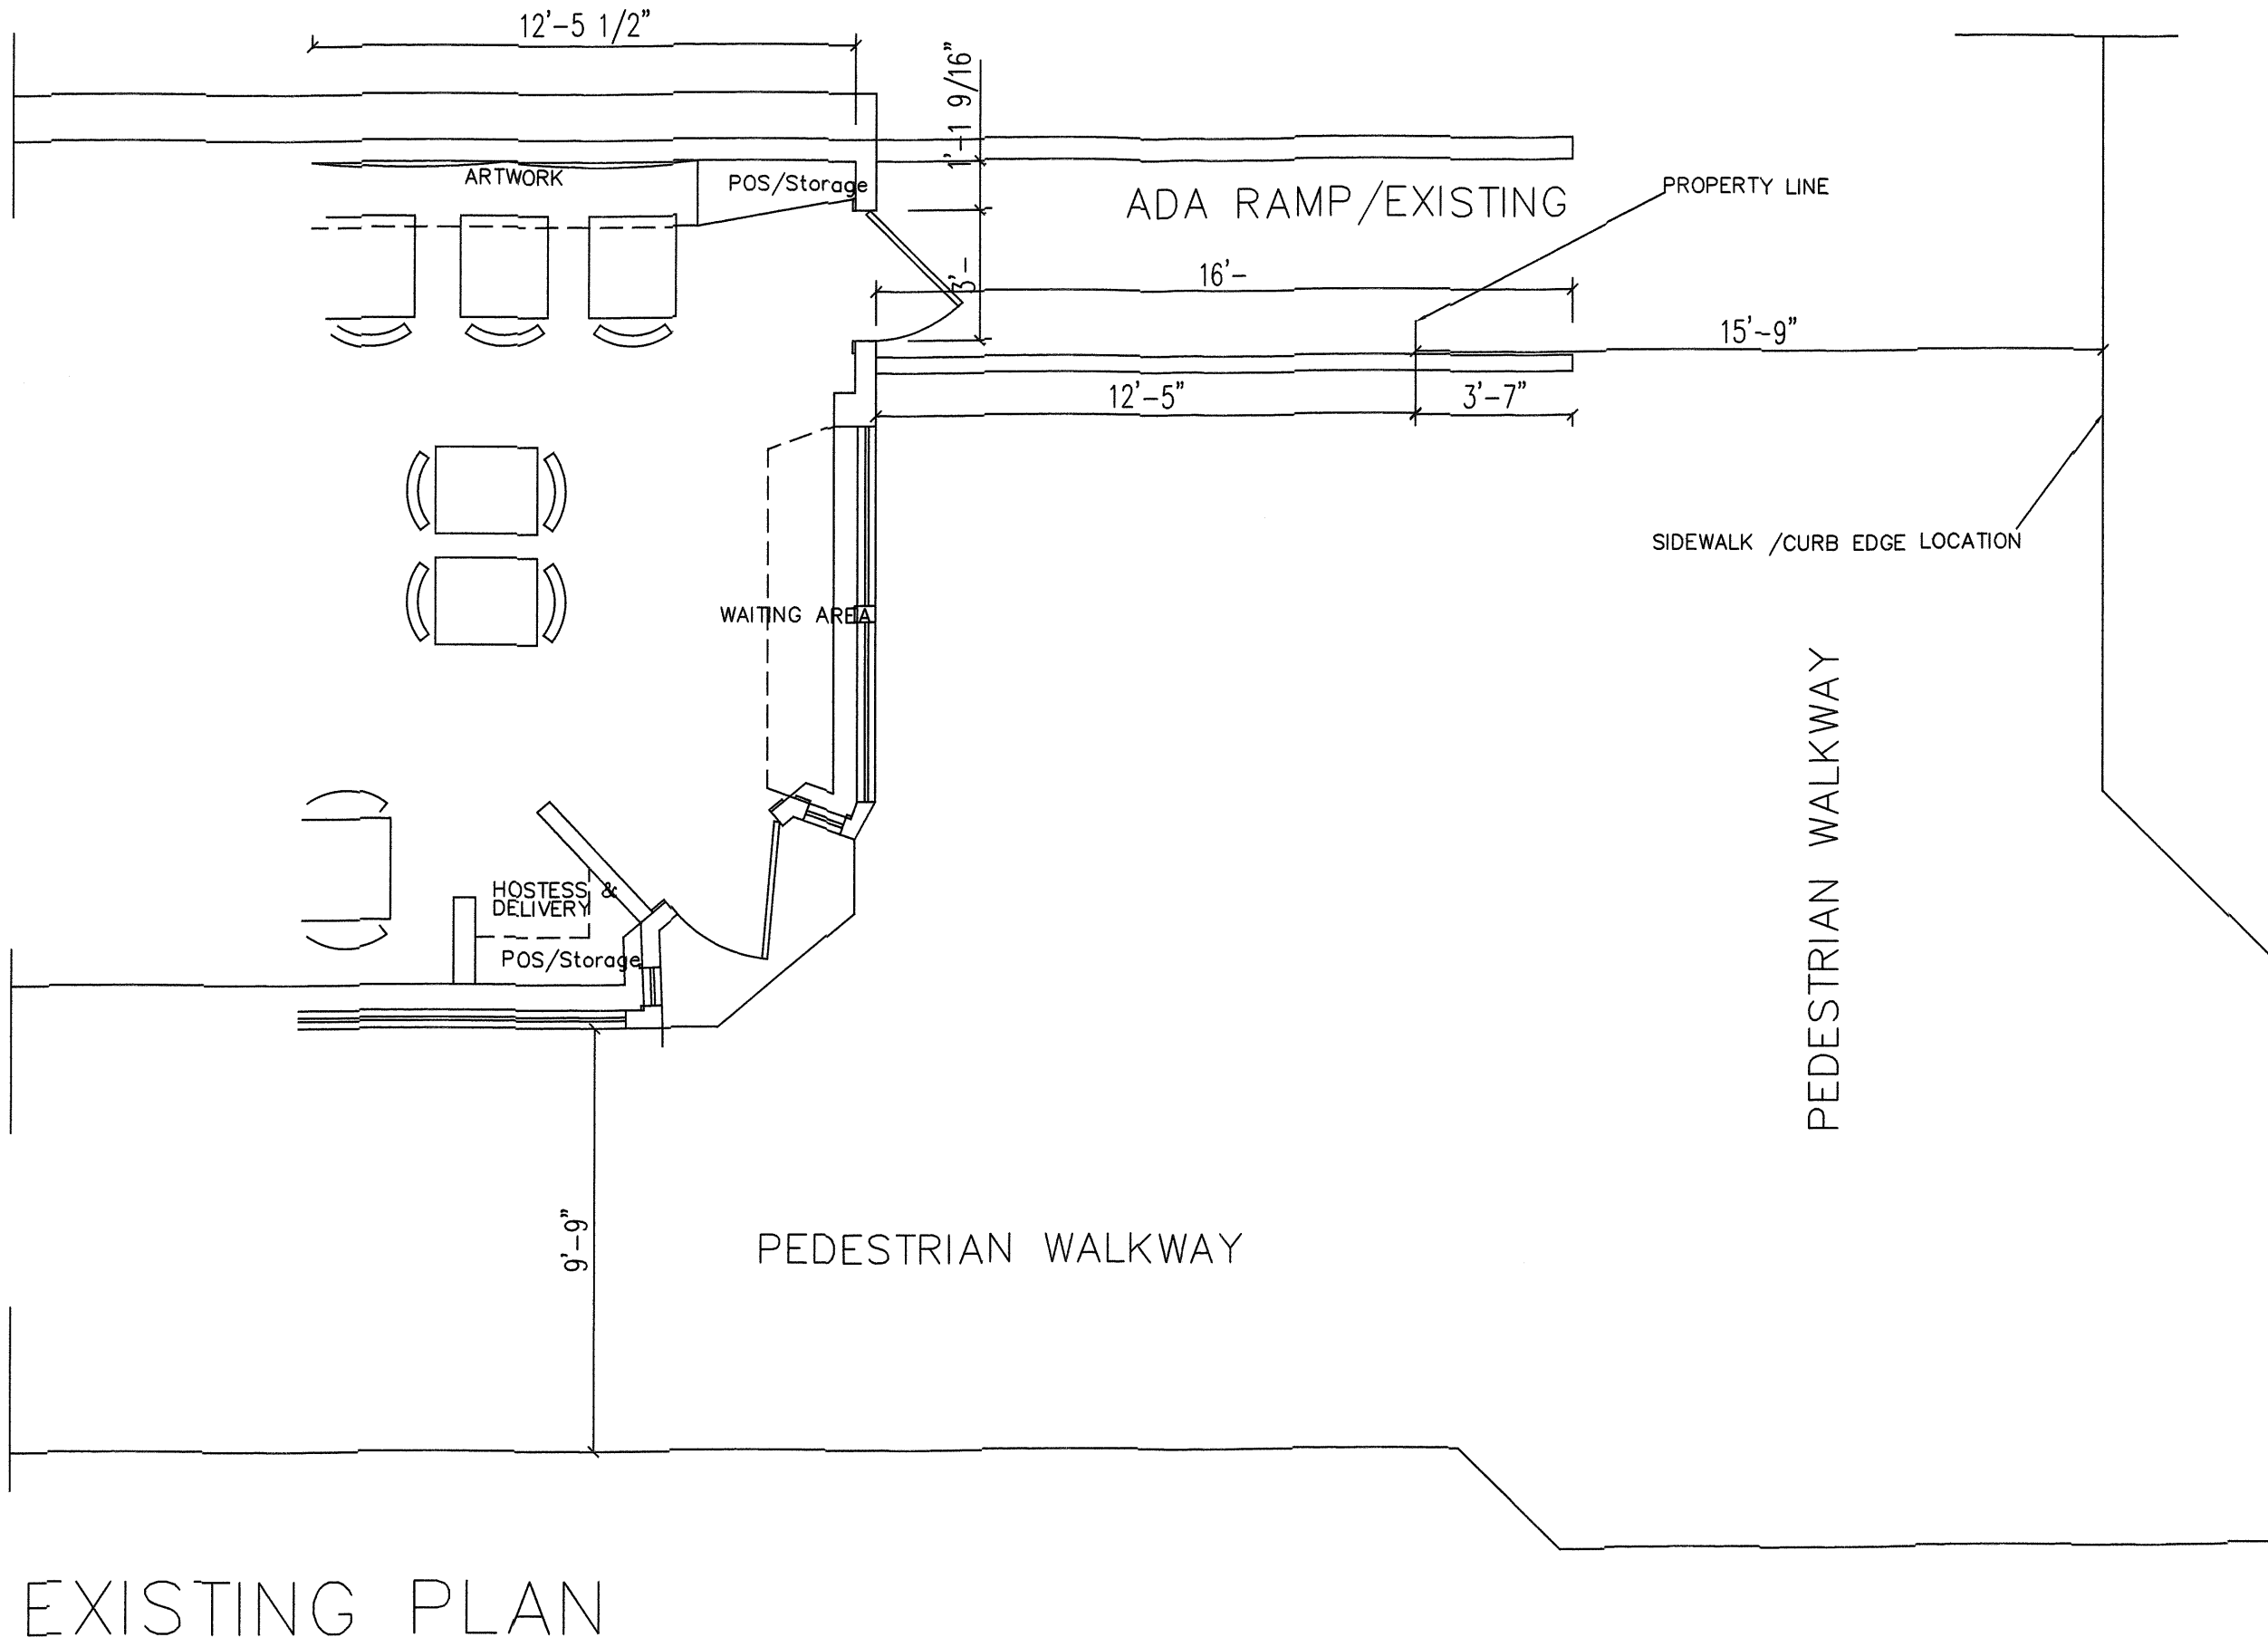 12'-5 1/2"
1'-1 9/16"
ARTWORK
POS/Storage
ADA RAMP/EXISTING
PROPERTY LINE
3'-
16'-
15'-9"
12'-5"
3'-7"
SIDEWALK /CURB EDGE LOCATION
WAITING AREA
PEDESTRIAN WALKWAY
HOSTESS &
DELIVERY
POS/Storage
9'-9"
PEDESTRIAN WALKWAY
EXISTING PLAN